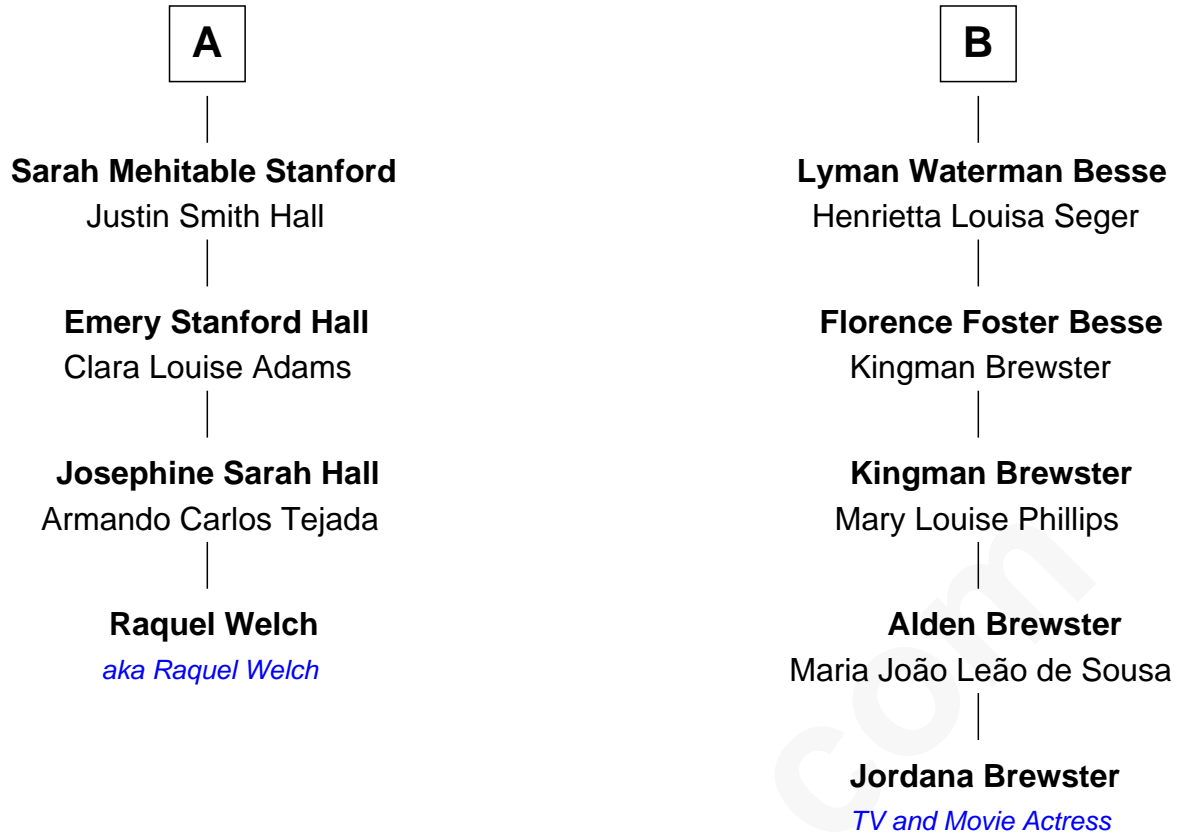 A
Sarah Mehitable Stanford
Justin Smith Hall
Emery Stanford Hall
Clara Louise Adams
Josephine Sarah Hall
Armando Carlos Tejada
Raquel Welch
aka Raquel Welch
B
Lyman Waterman Besse
Henrietta Louisa Seger
Florence Foster Besse
Kingman Brewster
Kingman Brewster
Mary Louise Phillips
Alden Brewster
Maria João Leão de Sousa
Jordana Brewster
TV and Movie Actress
com